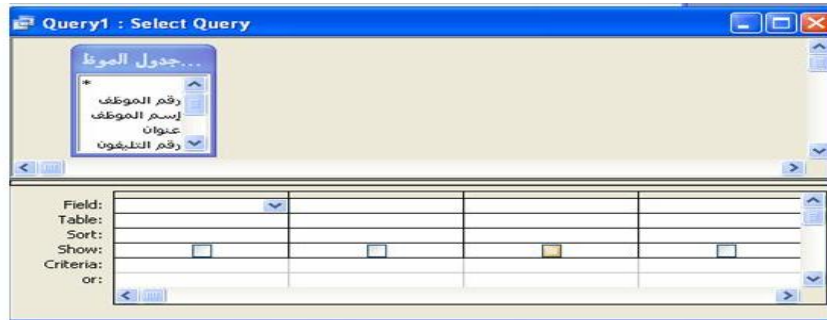 Query1 : Select Query
جدول الموظ...
*
رقم الموظف
إسم الموظف
عنوان
رقم التليفون
Field:
Table:
Sort:
Show:
Criteria:
or: